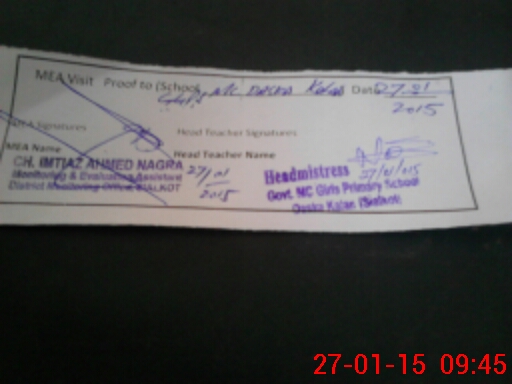 MEA Visit Proof to (School Girls MC Daska Kalan Date 27.01
2015
MEA Signatures
Head Teacher Signatures
MEA Name
Head Teacher Name
CH. IMTIAZ AHMED NAGRA
Monitoring & Evaluation Assistant
District Monitoring Office SIALKOT
27/01
2015
Headmistress
27/01/015
Govt. MC Girls Primary School
Daska Kalan (Sialkot)
27-01-15 09:45